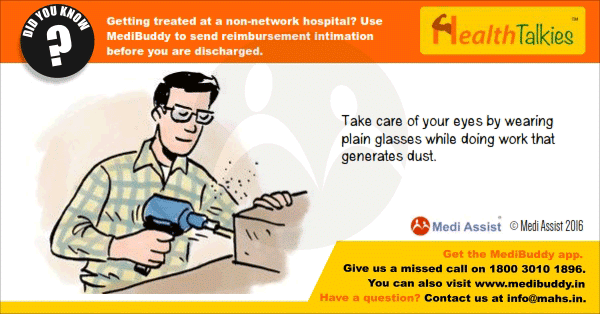 DID YOU KNOW
?
Getting treated at a non-network hospital? Use
MediBuddy to send reimbursement intimation
before you are discharged.
HealthTalkies™
Take care of your eyes by wearing
plain glasses while doing work that
generates dust.
Medi Assist® © Medi Assist 2016
Get the MediBuddy app.
Give us a missed call on 1800 3010 1896.
You can also visit www.medibuddy.in
Have a question? Contact us at info@mahs.in.